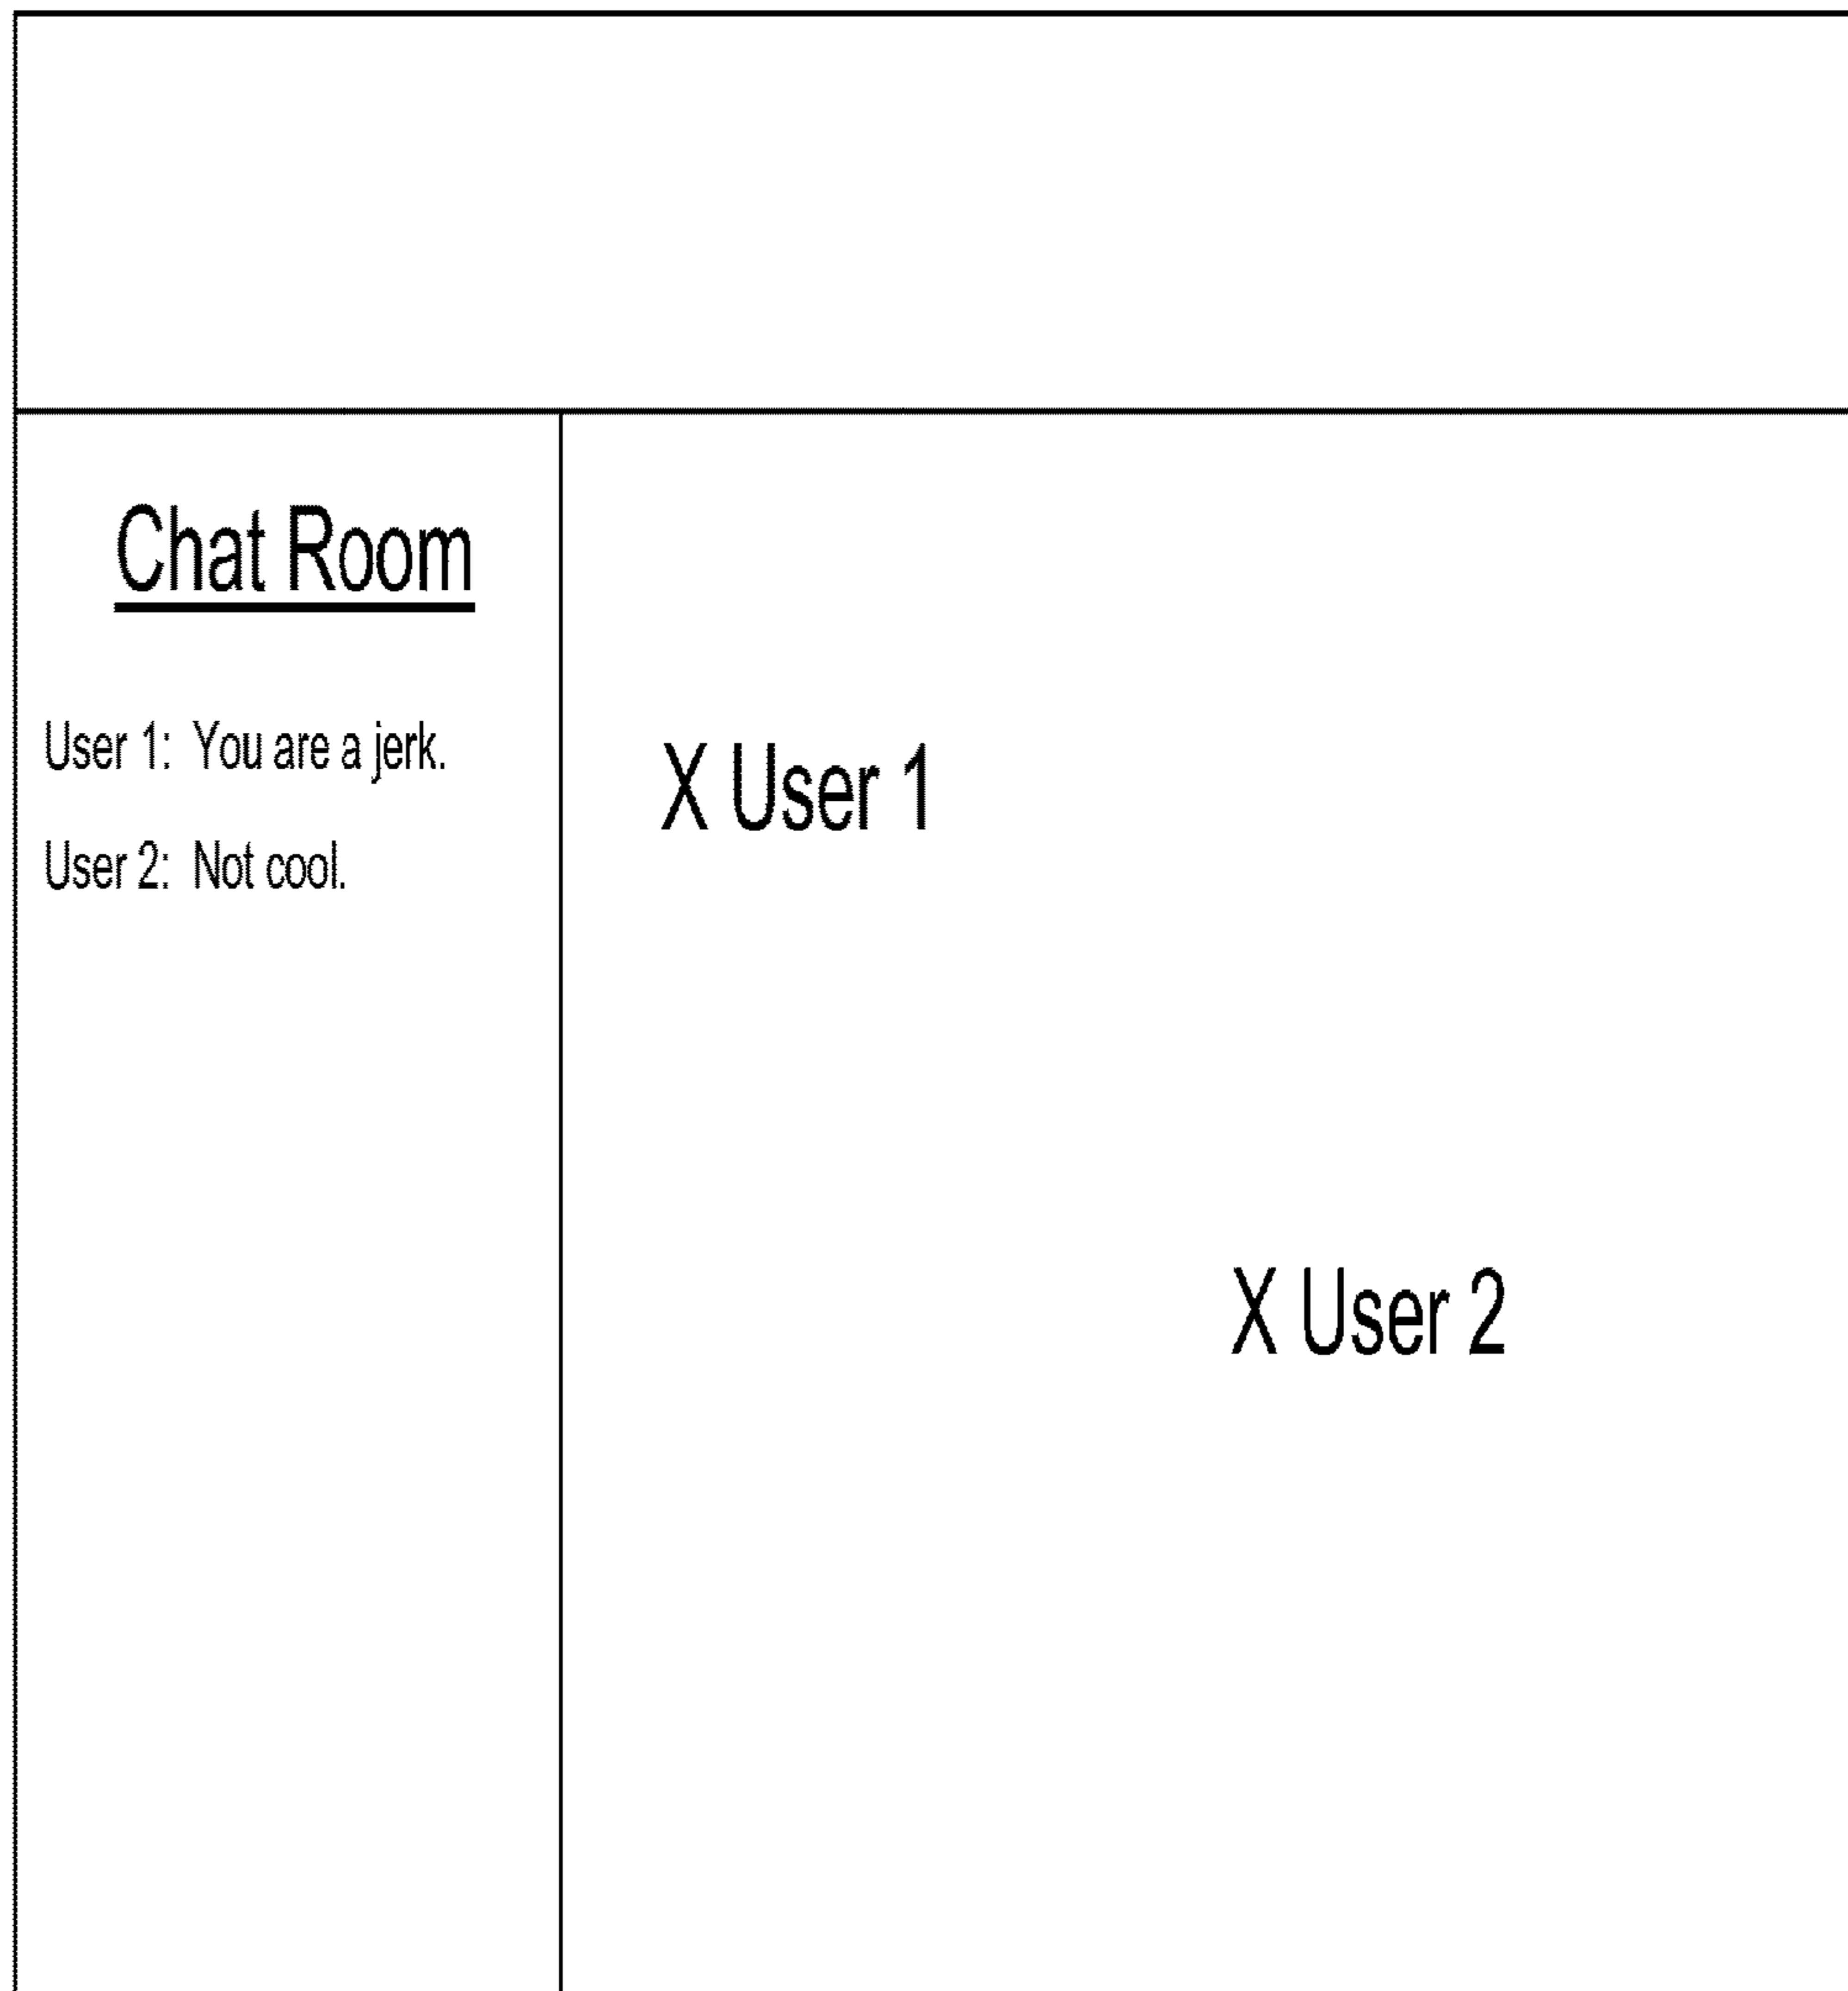 Chat Room
User 1: You are a jerk.
User 2: Not cool.
X User 1
X User 2